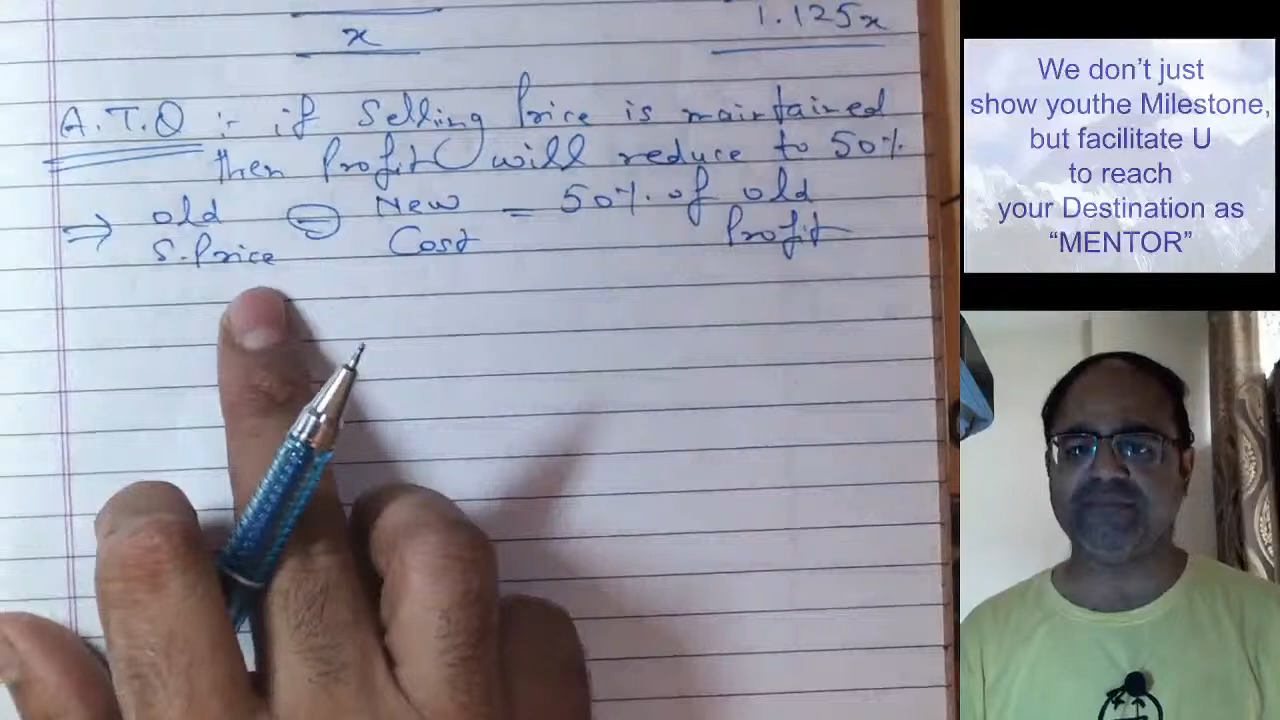 x
1.125x
A.T.Q :- if Selling Price is maintained
then Profit will reduce to 50%
⇒ old S.Price - New Cost = 50% of old Profit
We don't just
show youthe Milestone,
but facilitate U
to reach
your Destination as
"MENTOR"